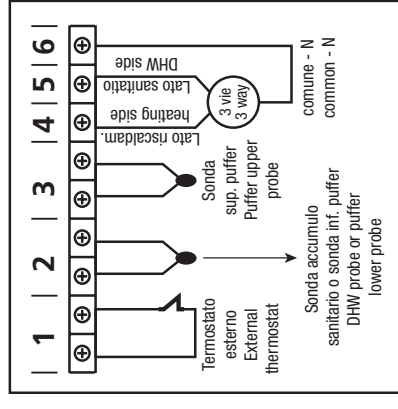 1 2 3 4 5 6
Termostato
esterno
External
thermostat
Sonda accumulo
sanitario o sonda inf. puffer
DHW probe or puffer
lower probe
Sonda
sup. puffer
Puffer upper
probe
Lato riscaldam.
heating side
Lato sanitatio
DHW side
3 vie
3 way
comune - N
common - N